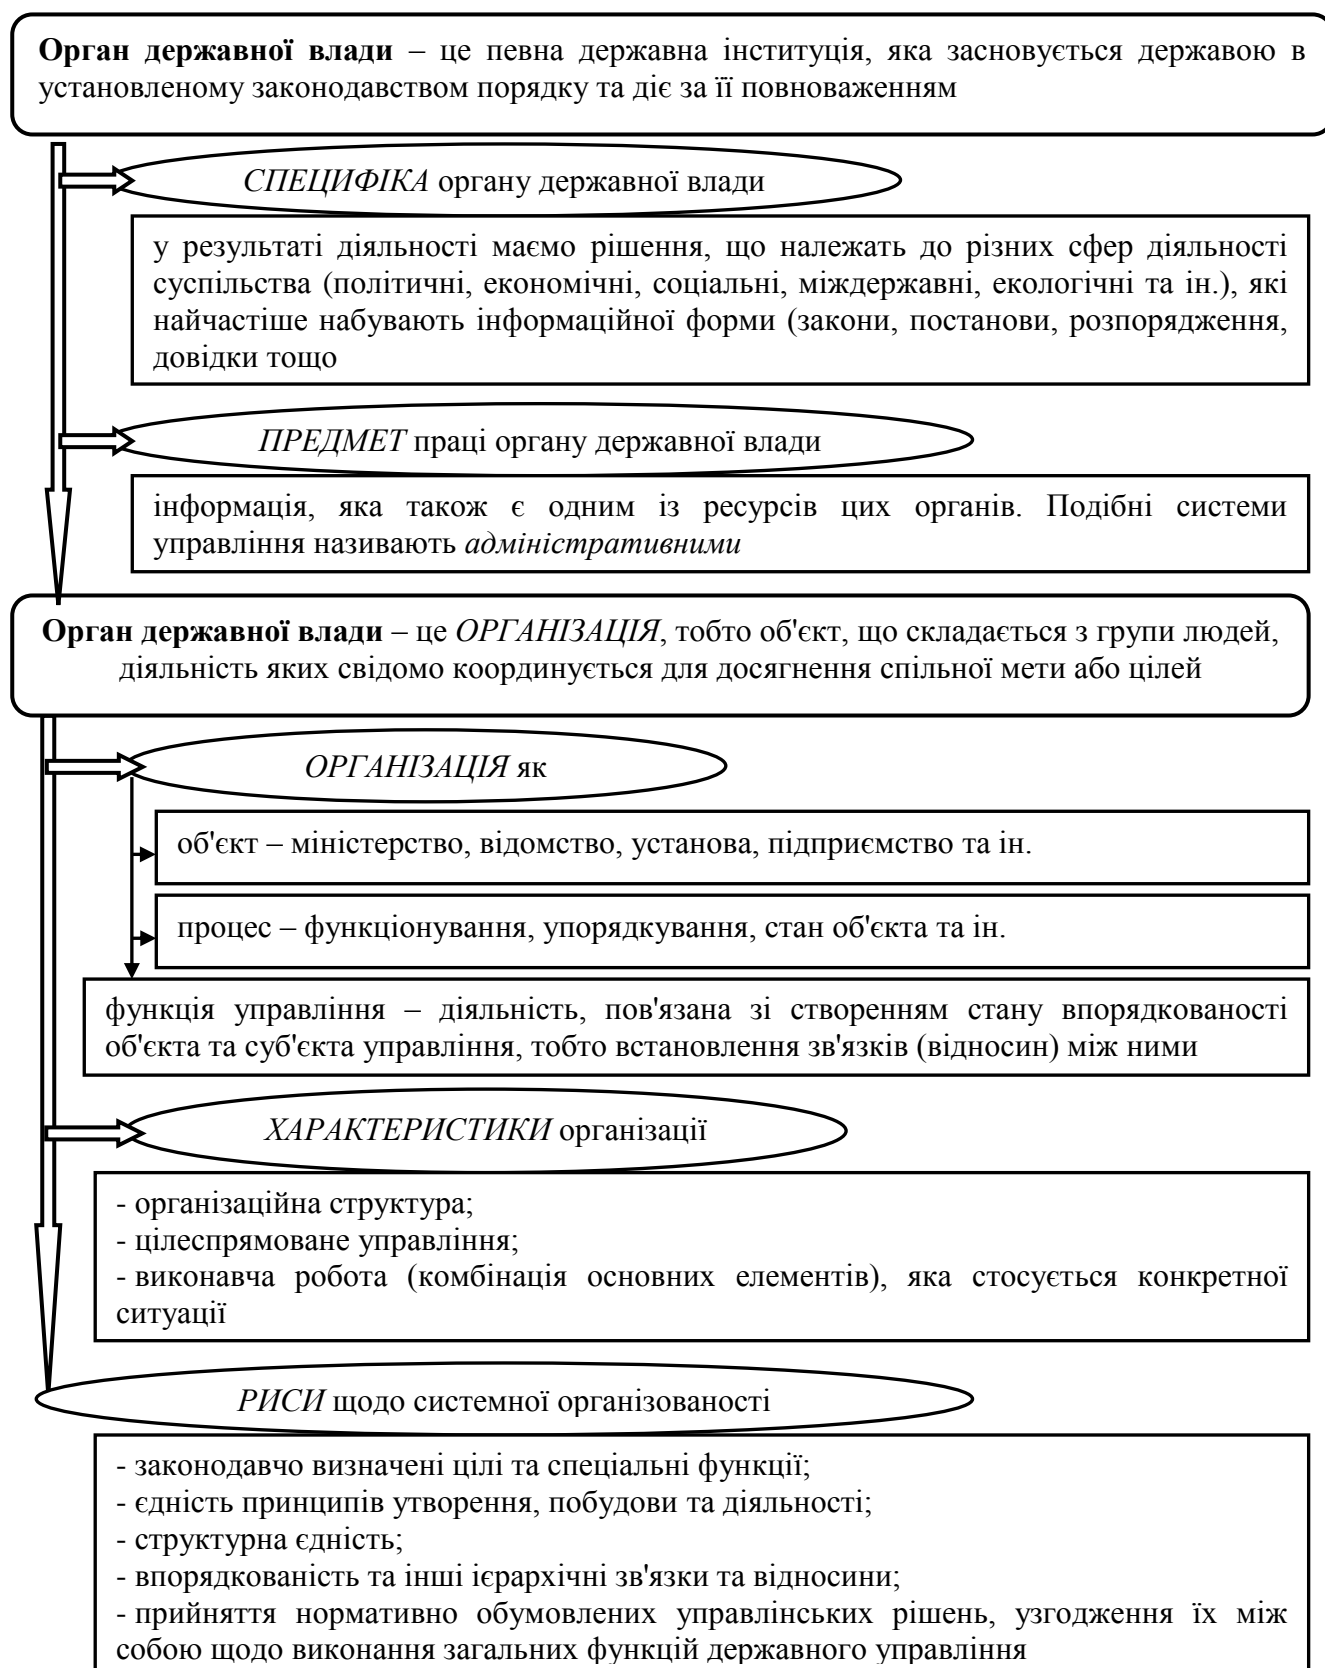 Орган державної влади – це певна державна інституція, яка засновується державою в
установленому законодавством порядку та діє за її повноваженням
СПЕЦИФІКА органу державної влади
у результаті діяльності маємо рішення, що належать до різних сфер діяльності
суспільства (політичні, економічні, соціальні, міждержавні, екологічні та ін.), які
найчастіше набувають інформаційної форми (закони, постанови, розпорядження,
довідки тощо
ПРЕДМЕТ праці органу державної влади
інформація, яка також є одним із ресурсів цих органів. Подібні системи
управління називають адміністративними
Орган державної влади – це ОРГАНІЗАЦІЯ, тобто об'єкт, що складається з групи людей,
діяльність яких свідомо координується для досягнення спільної мети або цілей
ОРГАНІЗАЦІЯ як
об'єкт – міністерство, відомство, установа, підприємство та ін.
процес – функціонування, упорядкування, стан об'єкта та ін.
функція управління – діяльність, пов'язана зі створенням стану впорядкованості
об'єкта та суб'єкта управління, тобто встановлення зв'язків (відносин) між ними
ХАРАКТЕРИСТИКИ організації
- організаційна структура;
- цілеспрямоване управління;
- виконавча робота (комбінація основних елементів), яка стосується конкретної
ситуації
РИСИ щодо системної організованості
- законодавчо визначені цілі та спеціальні функції;
- єдність принципів утворення, побудови та діяльності;
- структурна єдність;
- впорядкованість та інші ієрархічні зв'язки та відносини;
- прийняття нормативно обумовлених управлінських рішень, узгодження їх між
собою щодо виконання загальних функцій державного управління